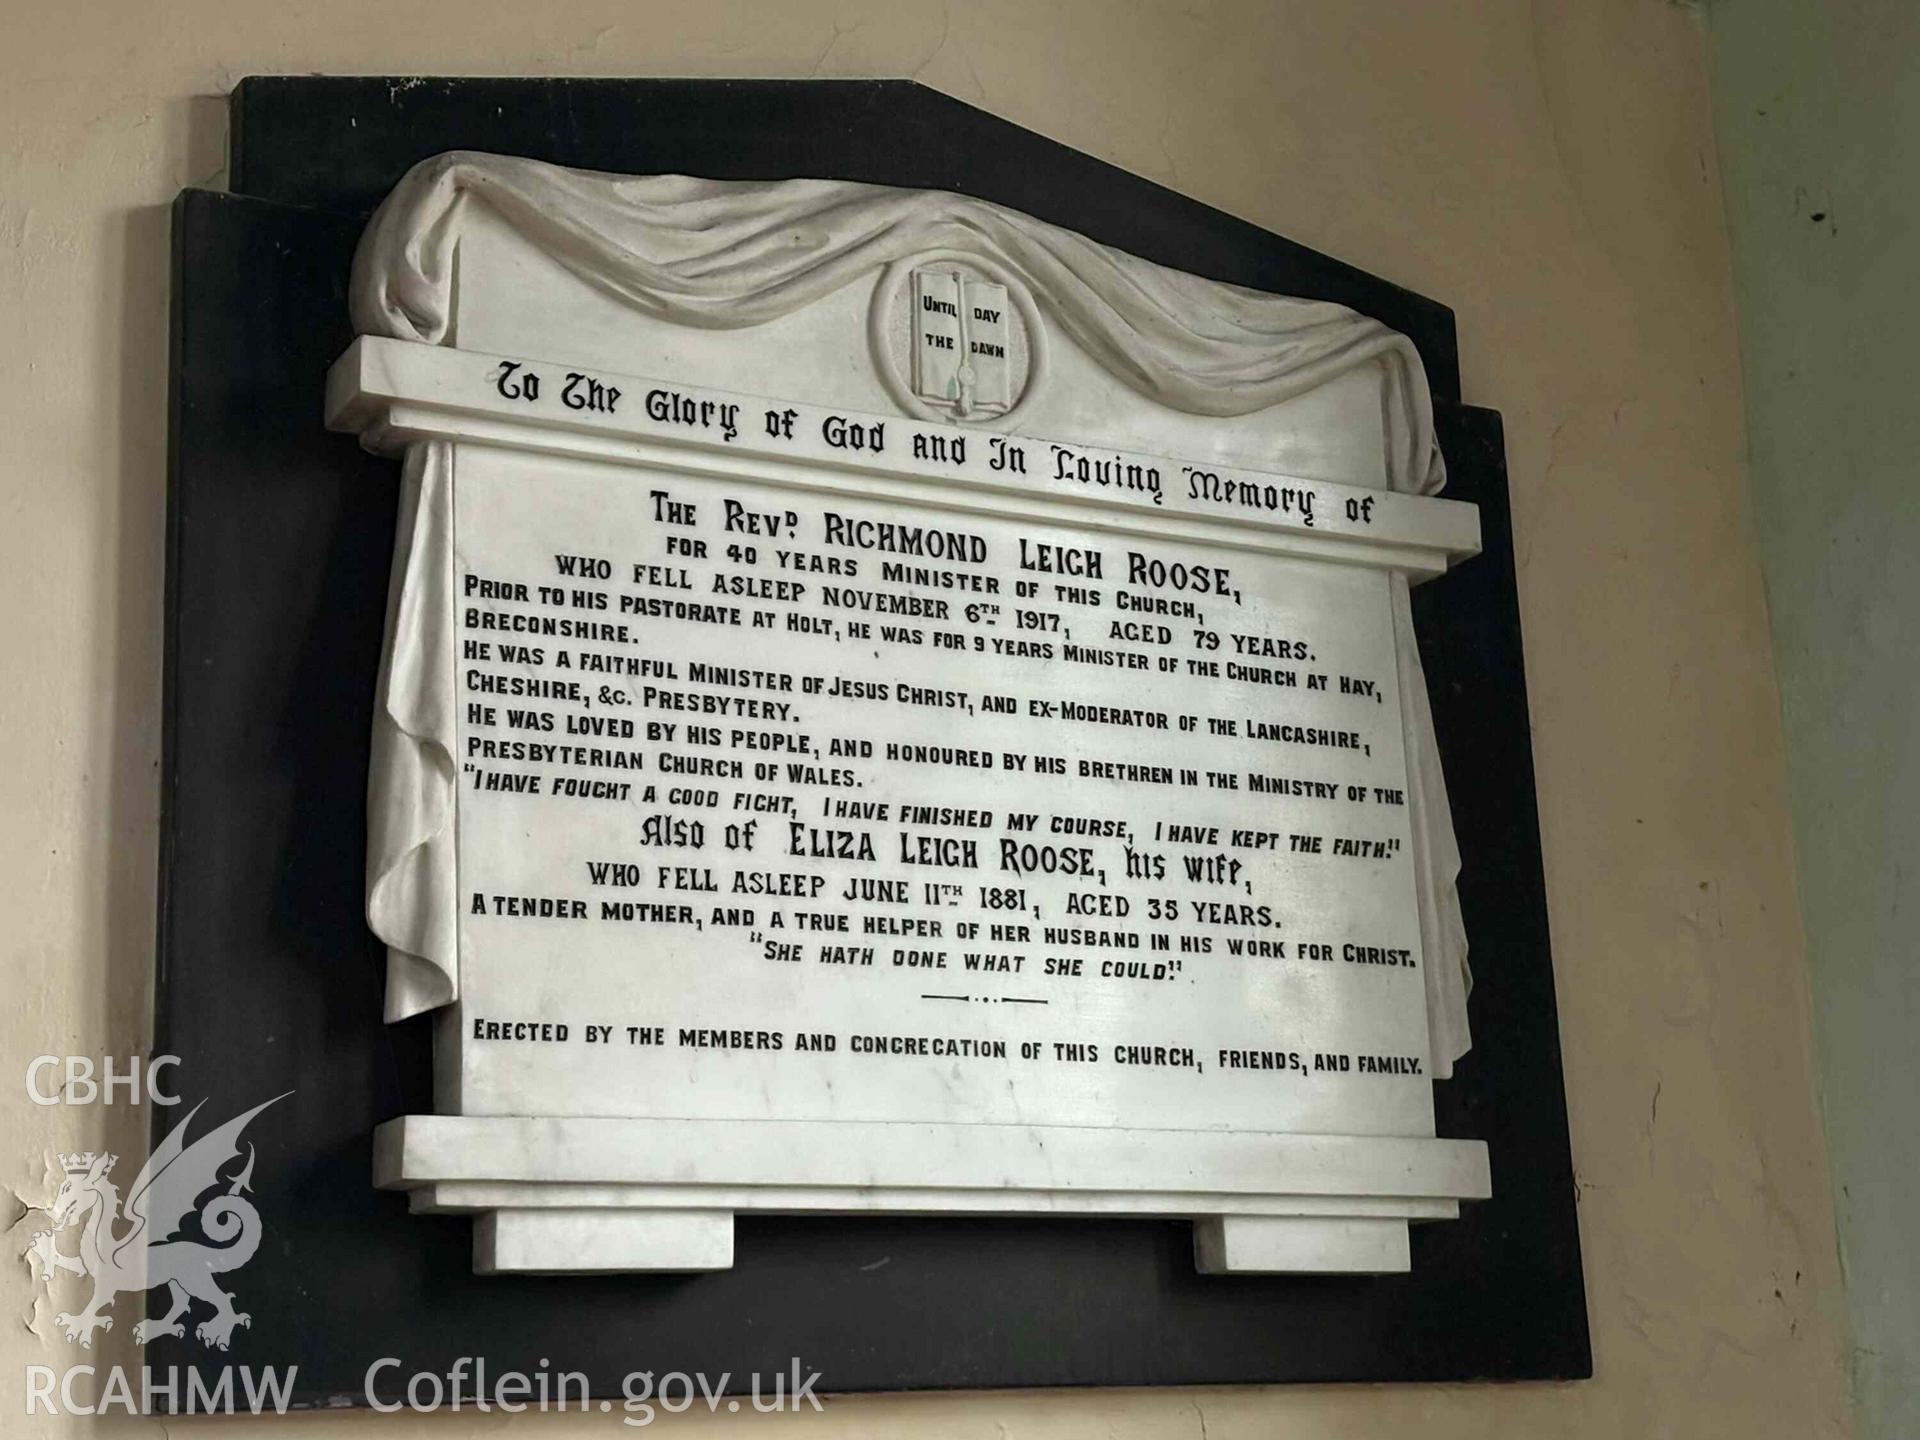 UNTIL DAY
THE DAWN
To The Glory of God and In Loving Memory of
THE REVD. RICHMOND LEIGH ROOSE,
FOR 40 YEARS MINISTER OF THIS CHURCH,
WHO FELL ASLEEP NOVEMBER 6TH 1917, AGED 79 YEARS.
PRIOR TO HIS PASTORATE AT HOLT, HE WAS FOR 9 YEARS MINISTER OF THE CHURCH AT HAY,
BRECONSHIRE.
HE WAS A FAITHFUL MINISTER OF JESUS CHRIST, AND EX-MODERATOR OF THE LANCASHIRE,
CHESHIRE, &C. PRESBYTERY.
HE WAS LOVED BY HIS PEOPLE, AND HONOURED BY HIS BRETHREN IN THE MINISTRY OF THE
PRESBYTERIAN CHURCH OF WALES.
"I HAVE FOUGHT A GOOD FIGHT, I HAVE FINISHED MY COURSE, I HAVE KEPT THE FAITH."
Also of ELIZA LEIGH ROOSE, his wife,
WHO FELL ASLEEP JUNE 11TH 1881, AGED 35 YEARS.
A TENDER MOTHER, AND A TRUE HELPER OF HER HUSBAND IN HIS WORK FOR CHRIST.
"SHE HATH DONE WHAT SHE COULD."
ERECTED BY THE MEMBERS AND CONGREGATION OF THIS CHURCH, FRIENDS, AND FAMILY.
CBHC
RCAHMW Coflein.gov.uk